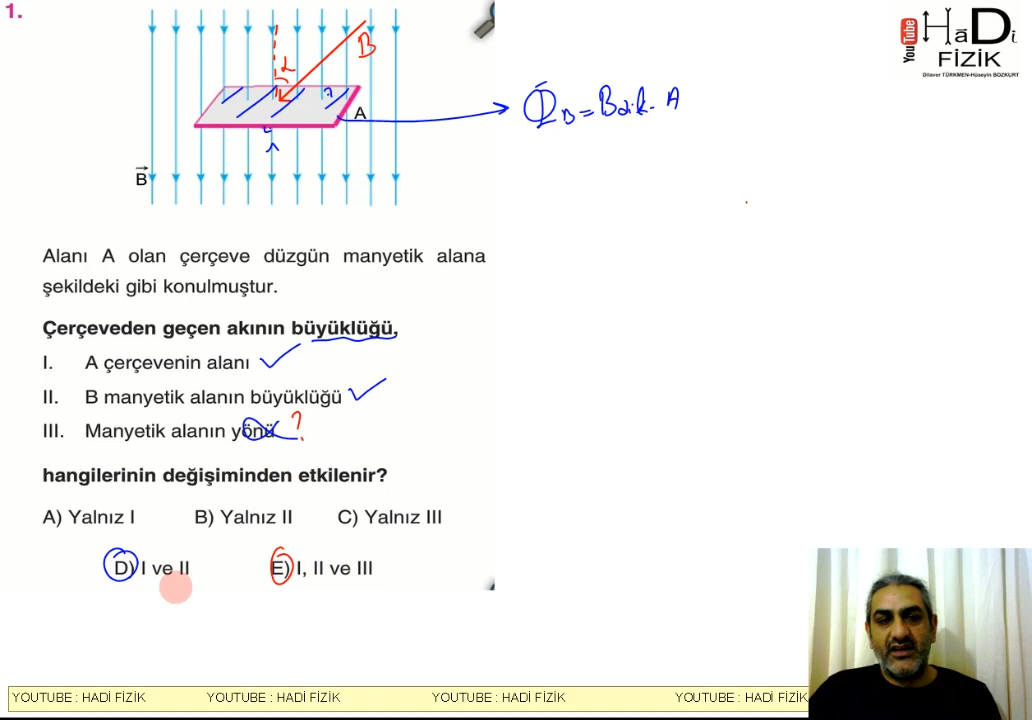 1.
B
α
A
B
Φ_B = Bdik . A
YouTube
HaDi
FİZİK
Dilaver TÜRKMEN-Hüseyin BOZKURT
Alanı A olan çerçeve düzgün manyetik alana
şekildeki gibi konulmuştur.
Çerçeveden geçen akının büyüklüğü,
I. A çerçevenin alanı
II. B manyetik alanın büyüklüğü
III. Manyetik alanın yönü ?
hangilerinin değişiminden etkilenir?
A) Yalnız I B) Yalnız II C) Yalnız III
D) I ve II E) I, II ve III
YOUTUBE : HADİ FİZİK YOUTUBE : HADİ FİZİK YOUTUBE : HADİ FİZİK YOUTUBE : HADİ FİZİK